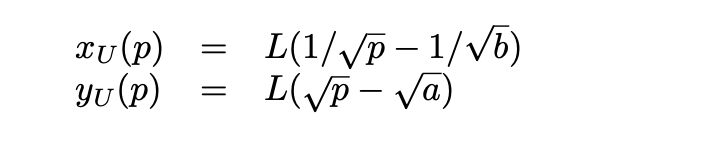 x_U(p) = L(1/√p − 1/√b)
y_U(p) = L(√p − √a)